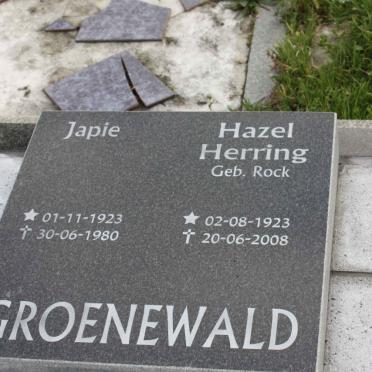 Japie
★ 01-11-1923
✝ 30-06-1980
Hazel
Herring
Geb. Rock
★ 02-08-1923
✝ 20-06-2008
GROENEWALD